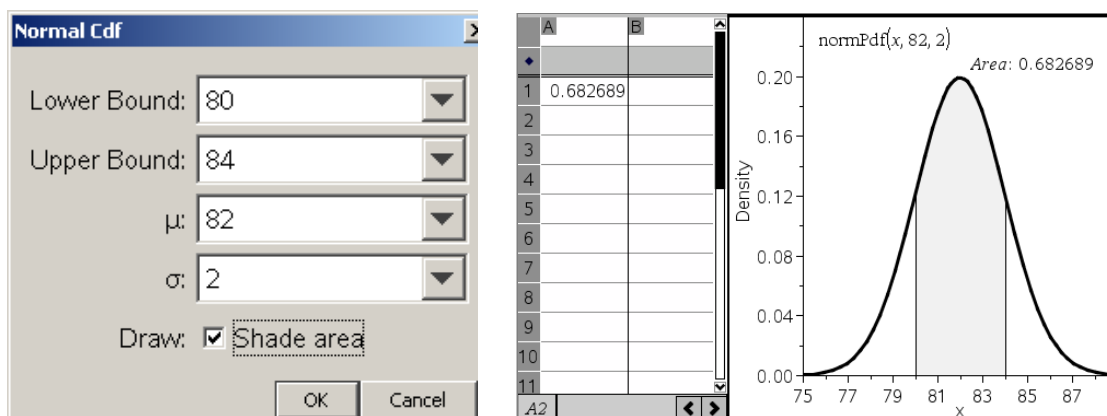 Normal Cdf
Lower Bound: 80
Upper Bound: 84
μ: 82
σ: 2
Draw: Shade area
OK Cancel
A B
1 0.682689
2
3
4
5
6
7
8
9
10
11
A2
normPdf(x, 82, 2)
Area: 0.682689
0.20
0.16
0.12
0.08
0.04
0.00
Density
75 77 79 81 83 85 87
x